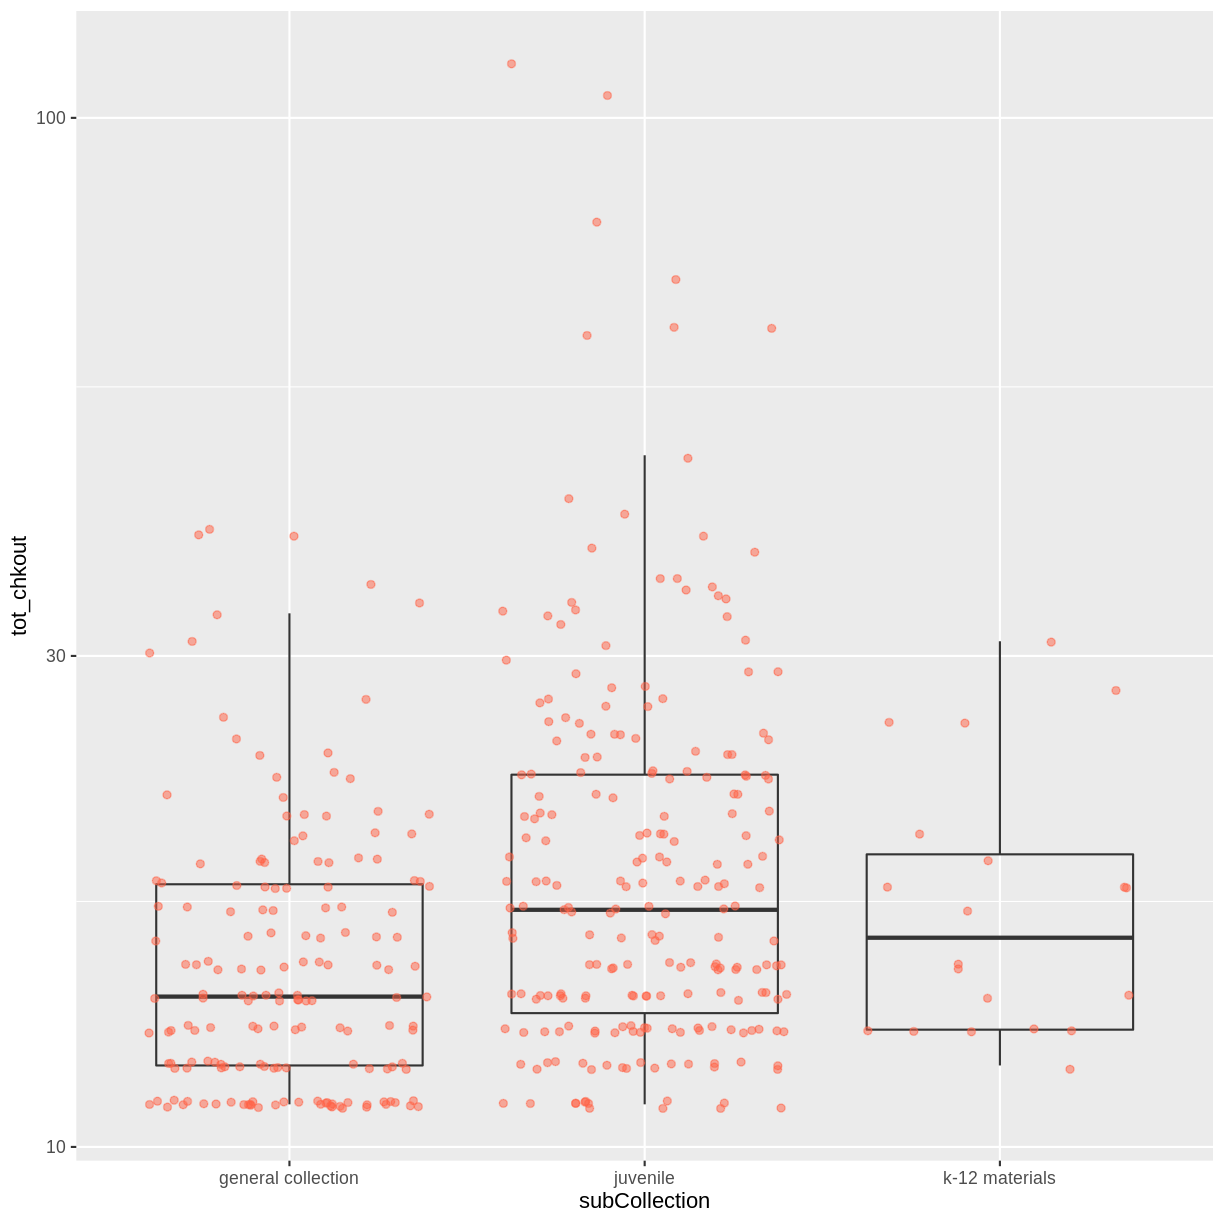 100
30
10
tot_chkout
general collection
juvenile
k-12 materials
subCollection